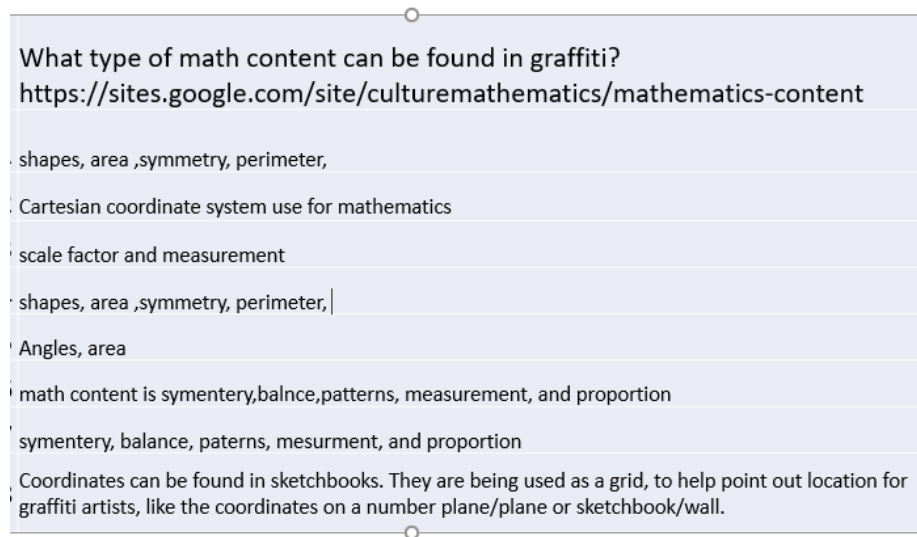 What type of math content can be found in graffiti?
https://sites.google.com/site/culturemathematics/mathematics-content
shapes, area ,symmetry, perimeter,
Cartesian coordinate system use for mathematics
scale factor and measurement
shapes, area ,symmetry, perimeter,
Angles, area
math content is symentery,balnce,patterns, measurement, and proportion
symentery, balance, paterns, mesurment, and proportion
Coordinates can be found in sketchbooks. They are being used as a grid, to help point out location for
graffiti artists, like the coordinates on a number plane/plane or sketchbook/wall.